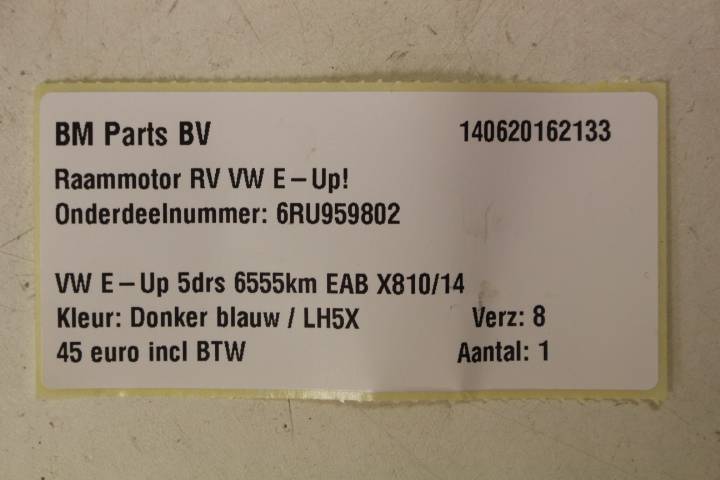 BM Parts BV 140620162133
Raammotor RV VW E-Up!
Onderdeelnummer: 6RU959802
VW E-Up 5drs 6555km EAB X810/14
Kleur: Donker blauw / LH5X Verz: 8
45 euro incl BTW Aantal: 1